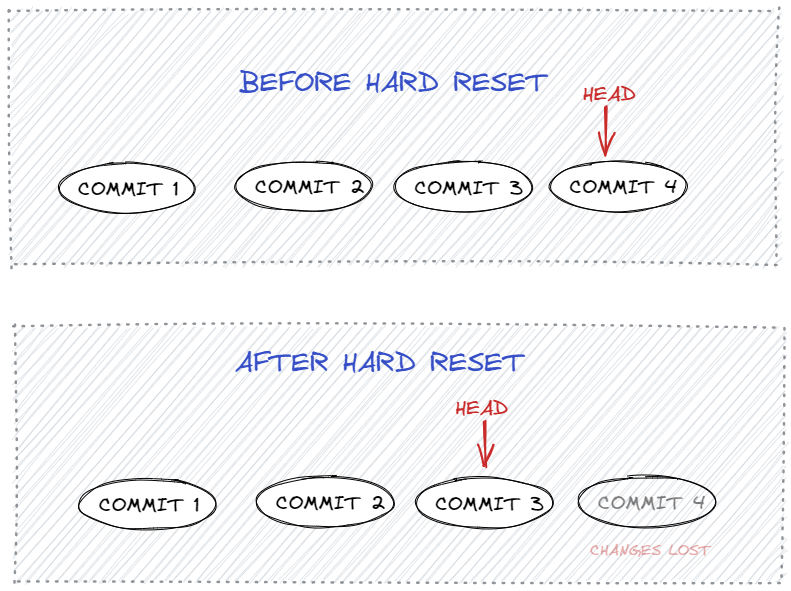 BEFORE HARD RESET
HEAD
COMMIT 1 COMMIT 2 COMMIT 3 COMMIT 4
AFTER HARD RESET
HEAD
COMMIT 1 COMMIT 2 COMMIT 3 COMMIT 4
CHANGES LOST